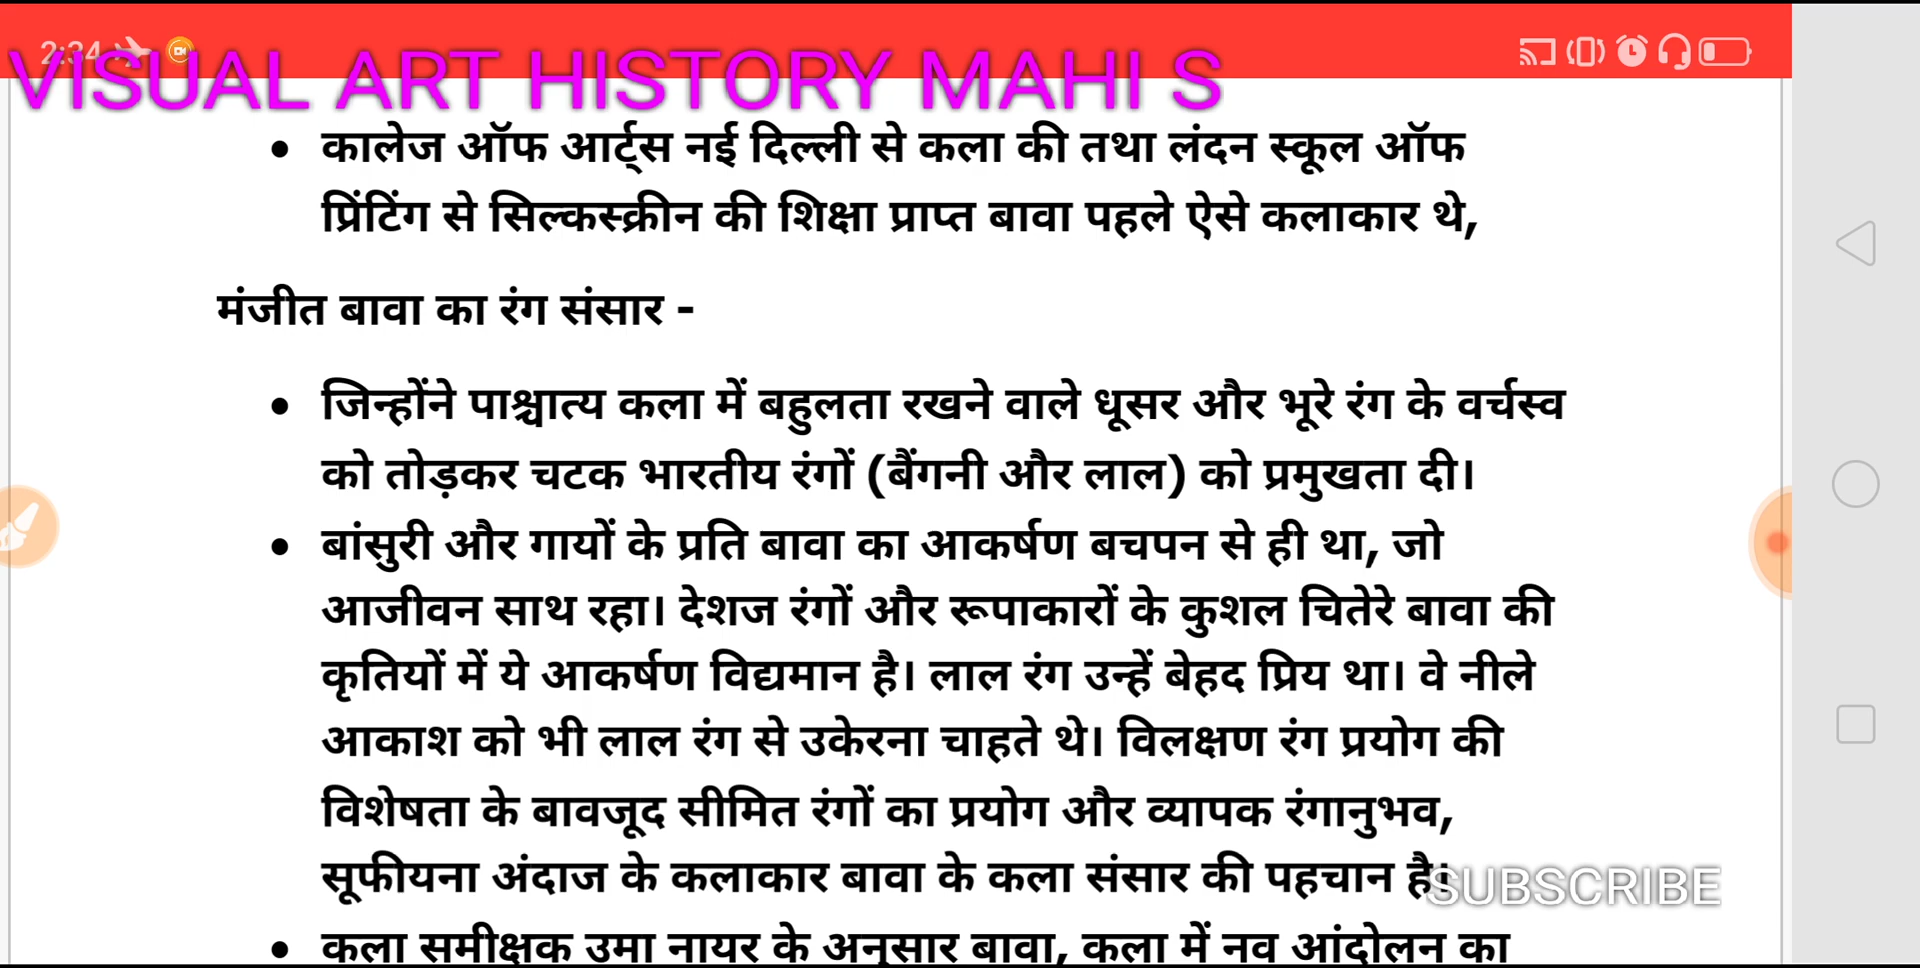 2:34
VISUAL ART HISTORY MAHI S
• कालेज ऑफ आर्ट्स नई दिल्ली से कला की तथा लंदन स्कूल ऑफ
प्रिंटिंग से सिल्कस्क्रीन की शिक्षा प्राप्त बावा पहले ऐसे कलाकार थे,
मंजीत बावा का रंग संसार -
• जिन्होंने पाश्चात्य कला में बहुलता रखने वाले धूसर और भूरे रंग के वर्चस्व
को तोड़कर चटक भारतीय रंगों (बैंगनी और लाल) को प्रमुखता दी।
• बांसुरी और गायों के प्रति बावा का आकर्षण बचपन से ही था, जो
आजीवन साथ रहा। देशज रंगों और रूपाकारों के कुशल चितेरे बावा की
कृतियों में ये आकर्षण विद्यमान है। लाल रंग उन्हें बेहद प्रिय था। वे नीले
आकाश को भी लाल रंग से उकेरना चाहते थे। विलक्षण रंग प्रयोग की
विशेषता के बावजूद सीमित रंगों का प्रयोग और व्यापक रंगानुभव,
सूफीयना अंदाज के कलाकार बावा के कला संसार की पहचान है।
SUBSCRIBE
• कला समीक्षक उमा नायर के अनुसार बावा, कला में नव आंदोलन का